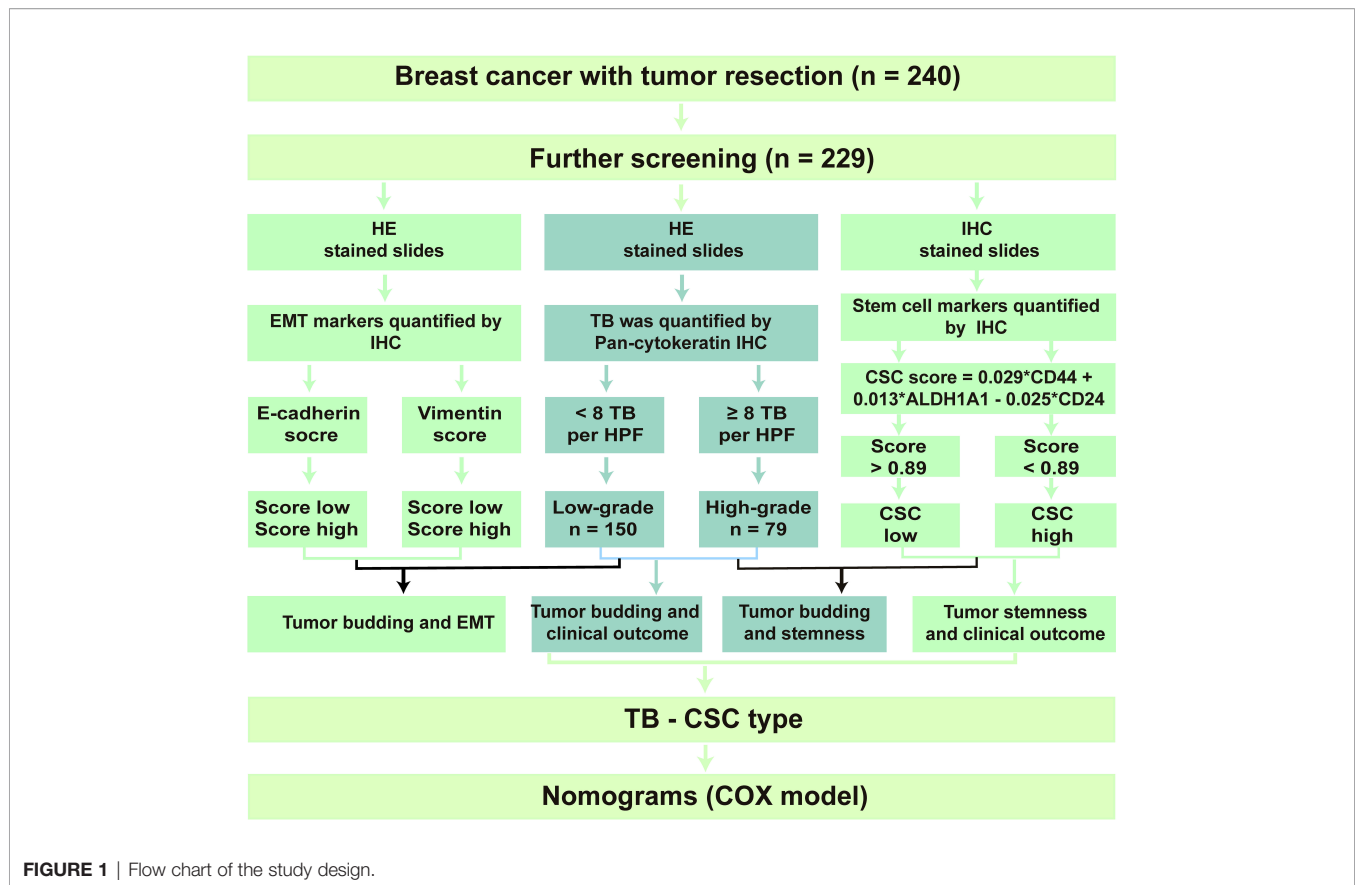 Breast cancer with tumor resection (n = 240)
Further screening (n = 229)
HE
stained slides
HE
stained slides
IHC
stained slides
EMT markers quantified by
IHC
TB was quantified by
Pan-cytokeratin IHC
Stem cell markers quantified
by IHC
CSC score = 0.029*CD44 +
0.013*ALDH1A1 - 0.025*CD24
E-cadherin
socre
Vimentin
score
< 8 TB
per HPF
≥ 8 TB
per HPF
Score
> 0.89
Score
< 0.89
Score low
Score high
Score low
Score high
Low-grade
n = 150
High-grade
n = 79
CSC
low
CSC
high
Tumor budding and EMT
Tumor budding and
clinical outcome
Tumor budding
and stemness
Tumor stemness
and clinical outcome
TB - CSC type
Nomograms (COX model)
FIGURE 1 | Flow chart of the study design.